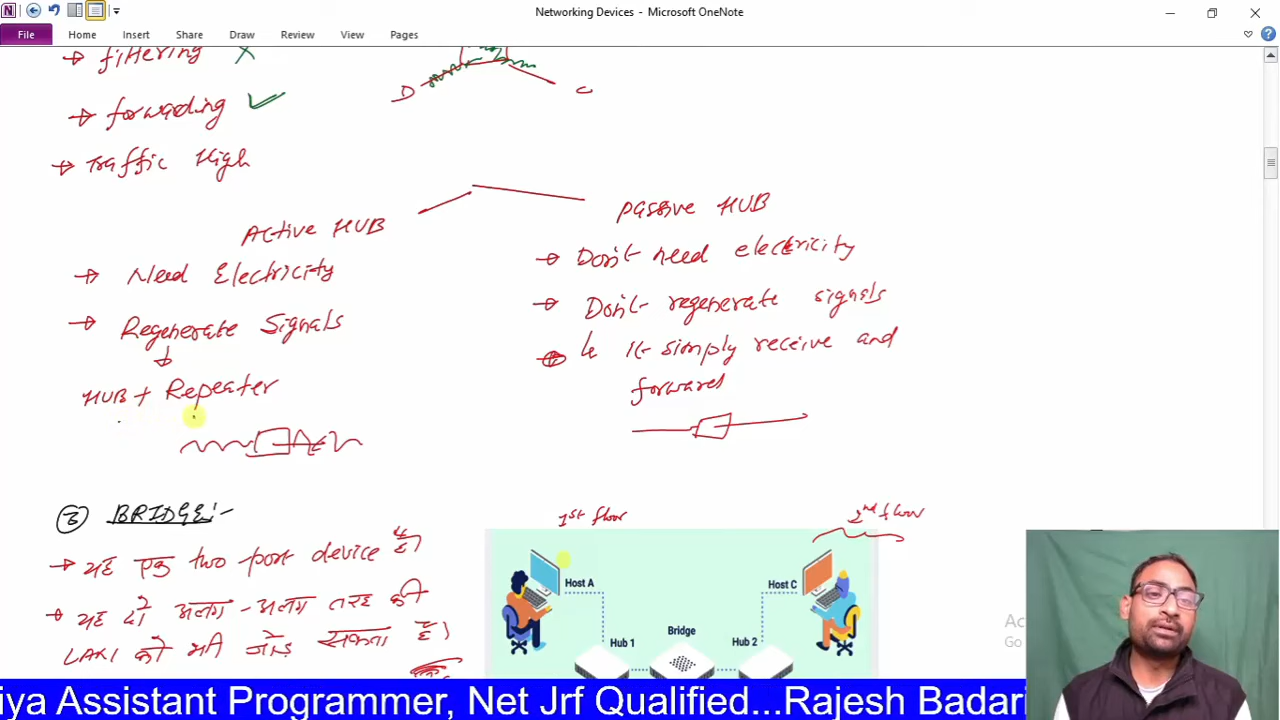 Networking Devices - Microsoft OneNote
File Home Insert Share Draw Review View Pages
→ filtering ✗
→ forwarding ✓
→ Traffic High
D C
Active HUB
→ Need Electricity
→ Regenerate Signals
HUB + Repeater
Passive HUB
→ Don't need electricity
→ Don't regenerate signals
It simply receive and
forward
③ BRIDGE:-
→ यह एक two port device है।
→ यह दो अलग-अलग तरह की
LAN को भी जोड़ सकता है।
1st floor
2nd floor
Host A
Host C
Hub 1
Bridge
Hub 2
Ac
Go
iya Assistant Programmer, Net Jrf Qualified...Rajesh Badari